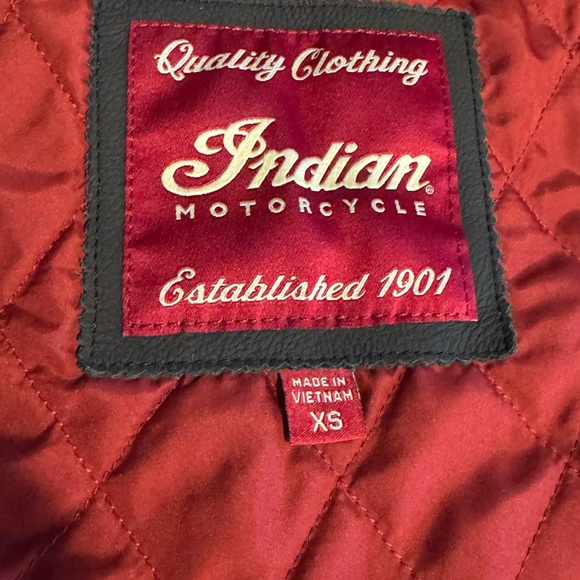 Quality Clothing
Indian®
MOTORCYCLE
Established 1901
MADE IN
VIETNAM
XS